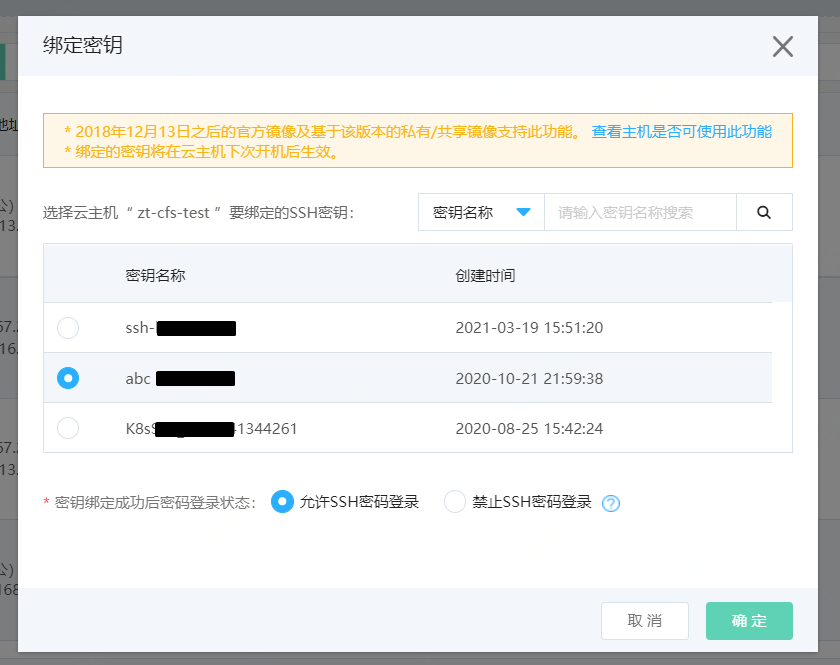 绑定密钥
* 2018年12月13日之后的官方镜像及基于该版本的私有/共享镜像支持此功能。 查看主机是否可使用此功能
* 绑定的密钥将在云主机下次开机后生效。
选择云主机 “ zt-cfs-test ” 要绑定的SSH密钥：
密钥名称 请输入密钥名称搜索
密钥名称 创建时间
ssh- 2021-03-19 15:51:20
abc 2020-10-21 21:59:38
K8sS 1344261 2020-08-25 15:42:24
* 密钥绑定成功后密码登录状态： 允许SSH密码登录 禁止SSH密码登录 ?
取消 确定